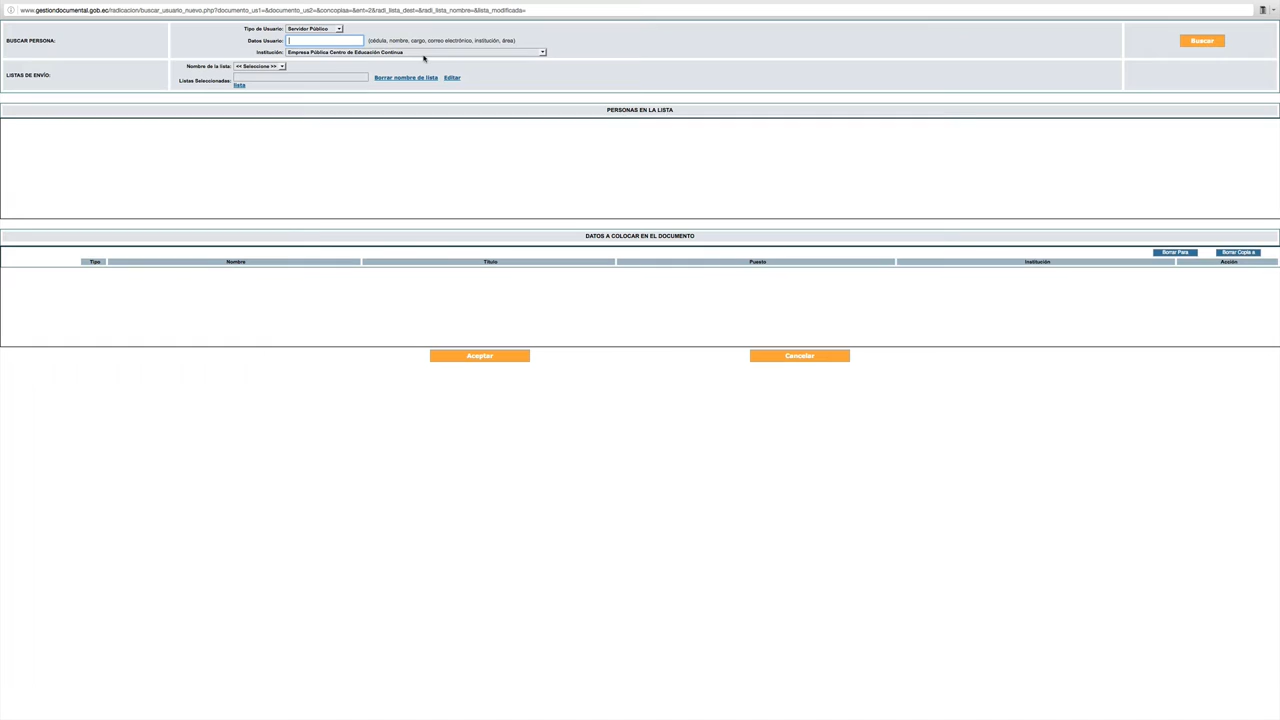 www.gestiondocumental.gob.ec/radicacion/buscar_usuario_nuevo.php?documento_us1=&documento_us2=&concopiaa=&ent=2&radi_lista_dest=&radi_lista_nombre=&lista_modificada=
BUSCAR PERSONA:
Tipo de Usuario: Servidor Público
Datos Usuario: (cédula, nombre, cargo, correo electrónico, institución, área)
Institución: Empresa Pública Centro de Educación Continua
Buscar
LISTAS DE ENVÍO:
Nombre de la lista: << Seleccione >>
Listas Seleccionadas: Borrar nombre de lista Editar
lista
PERSONAS EN LA LISTA
DATOS A COLOCAR EN EL DOCUMENTO
Borrar Para Borrar Copia a
Tipo Nombre Título Puesto Institución Acción
Aceptar Cancelar